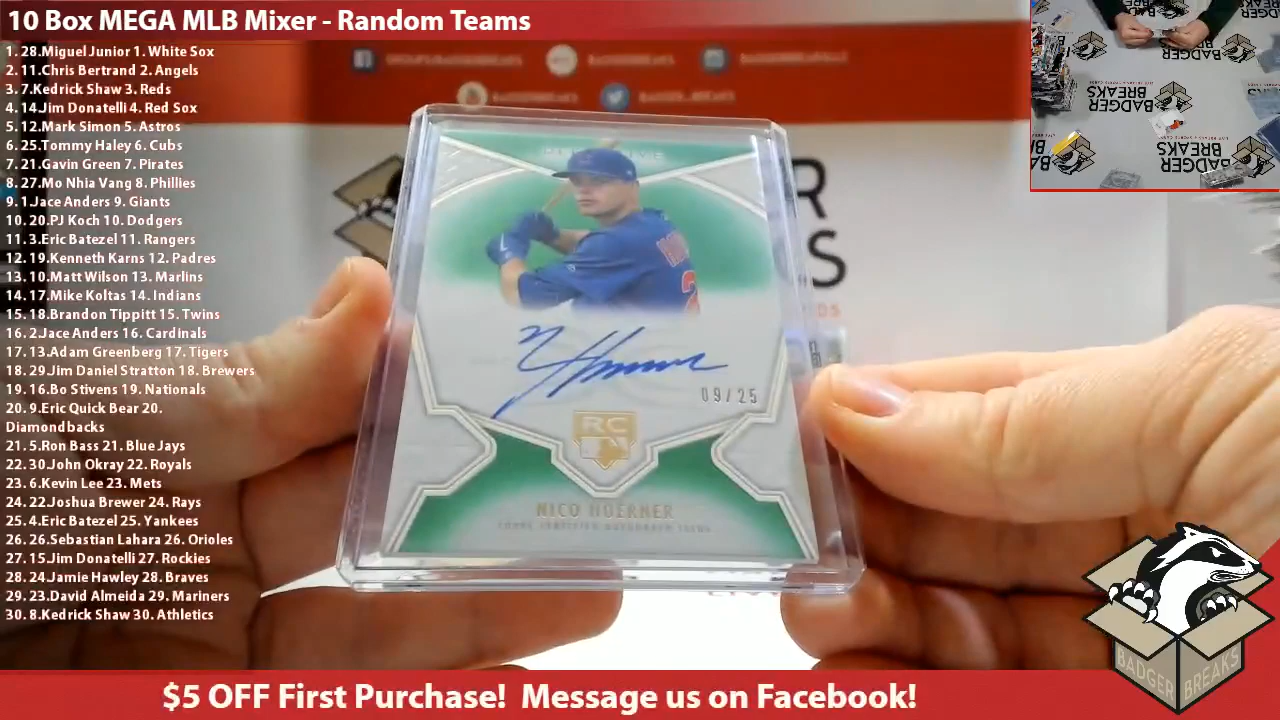 10 Box MEGA MLB Mixer - Random Teams
1. 28.Miguel Junior 1. White Sox
2. 11.Chris Bertrand 2. Angels
3. 7.Kedrick Shaw 3. Reds
4. 14.Jim Donatelli 4. Red Sox
5. 12.Mark Simon 5. Astros
6. 25.Tommy Haley 6. Cubs
7. 21.Gavin Green 7. Pirates
8. 27.Mo Nhia Vang 8. Phillies
9. 1.Jace Anders 9. Giants
10. 20.PJ Koch 10. Dodgers
11. 3.Eric Batezel 11. Rangers
12. 19.Kenneth Karns 12. Padres
13. 10.Matt Wilson 13. Marlins
14. 17.Mike Koltas 14. Indians
15. 18.Brandon Tippitt 15. Twins
16. 2.Jace Anders 16. Cardinals
17. 13.Adam Greenberg 17. Tigers
18. 29.Jim Daniel Stratton 18. Brewers
19. 16.Bo Stivens 19. Nationals
20. 9.Eric Quick Bear 20.
Diamondbacks
21. 5.Ron Bass 21. Blue Jays
22. 30.John Okray 22. Royals
23. 6.Kevin Lee 23. Mets
24. 22.Joshua Brewer 24. Rays
25. 4.Eric Batezel 25. Yankees
26. 26.Sebastian Lahara 26. Orioles
27. 15.Jim Donatelli 27. Rockies
28. 24.Jamie Hawley 28. Braves
29. 23.David Almeida 29. Mariners
30. 8.Kedrick Shaw 30. Athletics
09/25
RC
NICO HOERNER
TOPPS CERTIFIED AUTOGRAPH ISSUE
BADGER
BREAKS
BADGER
BREAKS
BADGER BREAKS
$5 OFF First Purchase! Message us on Facebook!